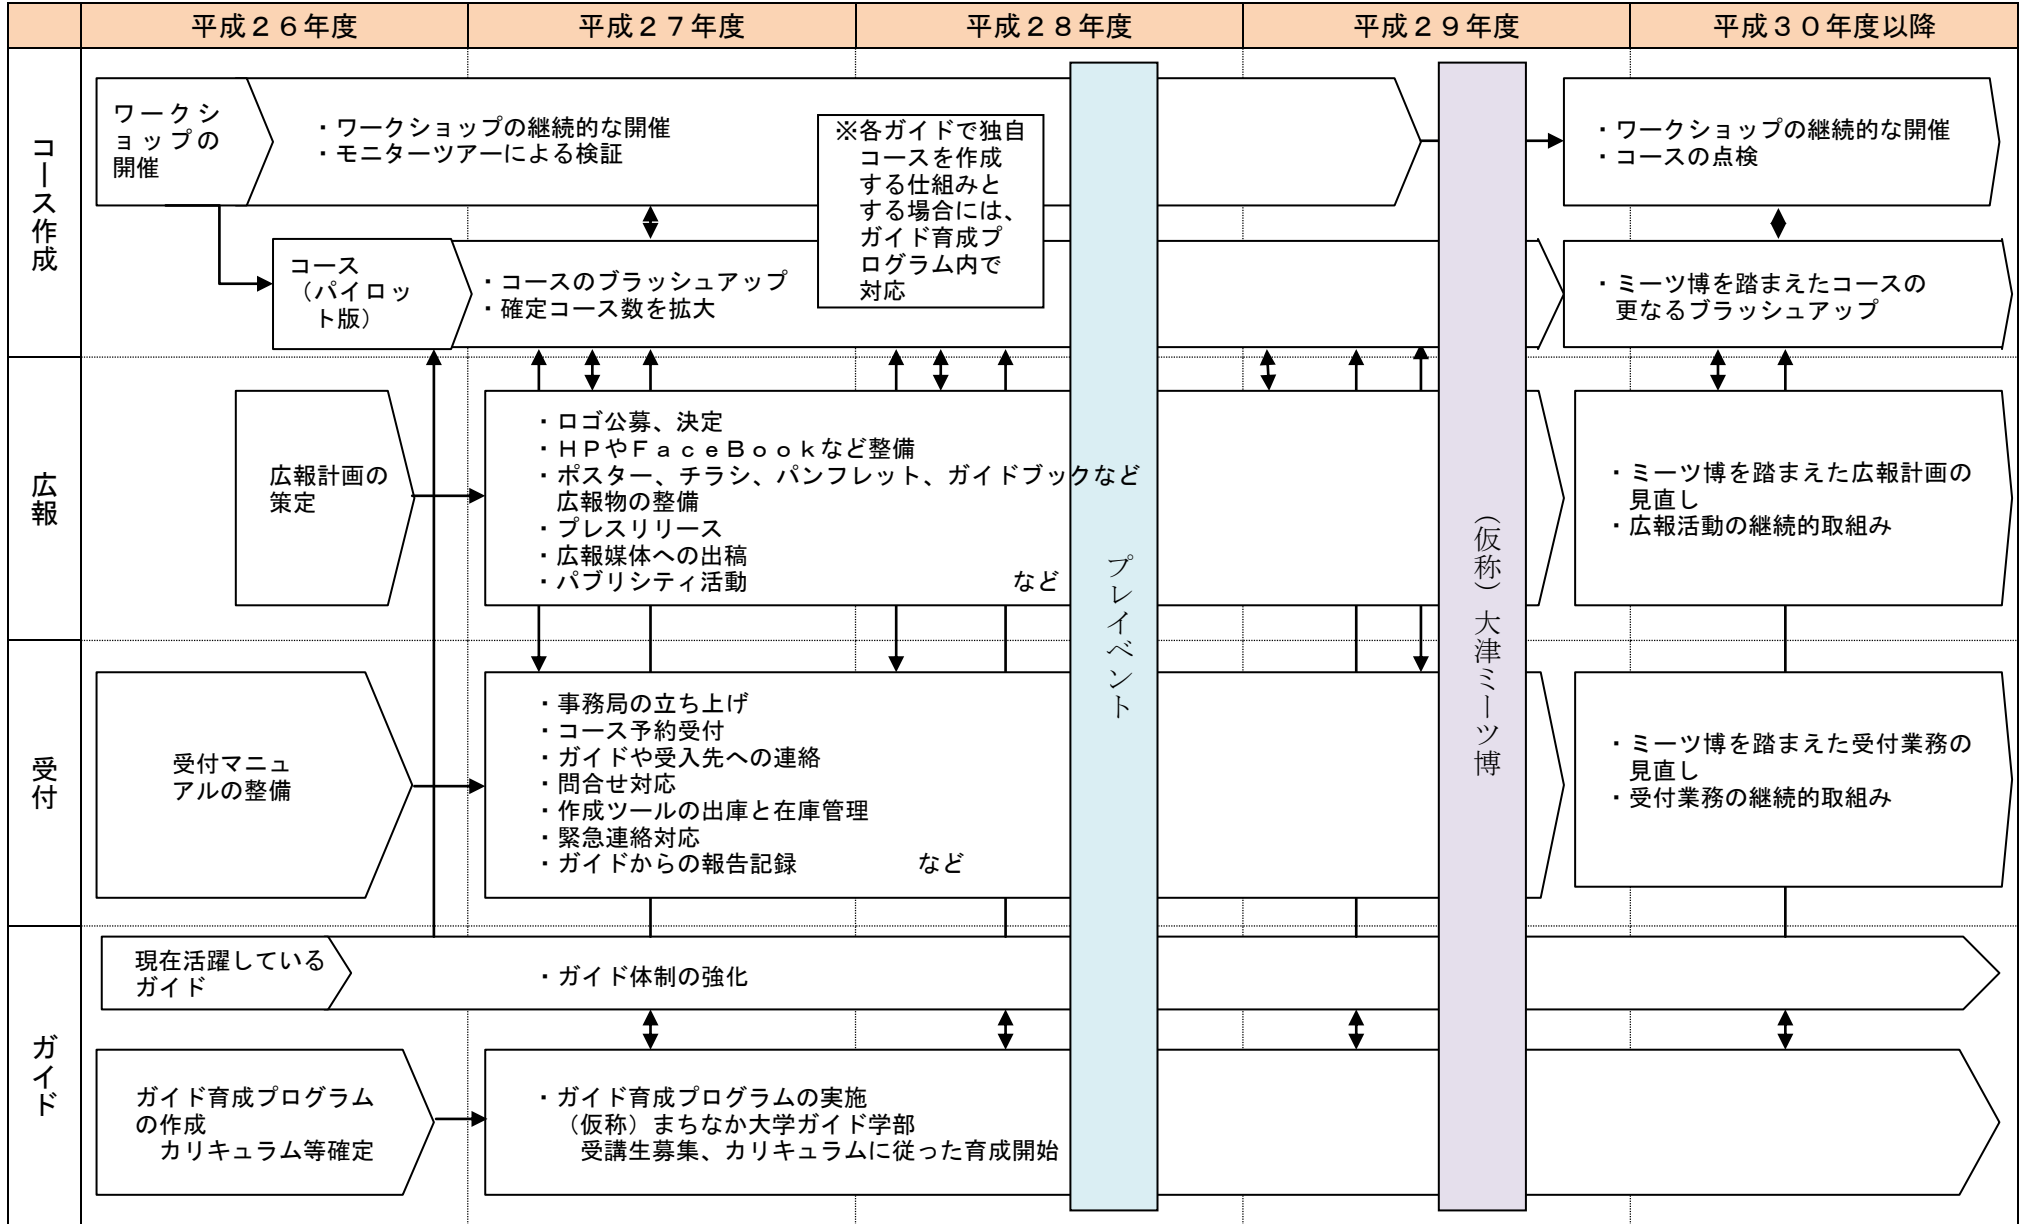 平成２６年度
平成２７年度
平成２８年度
平成２９年度
平成３０年度以降
コース作成
ワークシ
ョップの
開催
・ワークショップの継続的な開催
・モニターツアーによる検証
※各ガイドで独自
コースを作成
する仕組みと
する場合には、
ガイド育成プ
ログラム内で
対応
・ワークショップの継続的な開催
・コースの点検
コース
（パイロッ
ト版）
・コースのブラッシュアップ
・確定コース数を拡大
・ミーツ博を踏まえたコースの
更なるブラッシュアップ
広報
広報計画の
策定
・ロゴ公募、決定
・ＨＰやＦａｃｅＢｏｏｋなど整備
・ポスター、チラシ、パンフレット、ガイドブックなど
広報物の整備
・プレスリリース
・広報媒体への出稿
・パブリシティ活動　など
・ミーツ博を踏まえた広報計画の
見直し
・広報活動の継続的取組み
プレイベント
（仮称）大津ミーツ博
受付
受付マニュ
アルの整備
・事務局の立ち上げ
・コース予約受付
・ガイドや受入先への連絡
・問合せ対応
・作成ツールの出庫と在庫管理
・緊急連絡対応
・ガイドからの報告記録　など
・ミーツ博を踏まえた受付業務の
見直し
・受付業務の継続的取組み
ガイド
現在活躍している
ガイド
・ガイド体制の強化
ガイド育成プログラム
の作成
カリキュラム等確定
・ガイド育成プログラムの実施
（仮称）まちなか大学ガイド学部
受講生募集、カリキュラムに従った育成開始